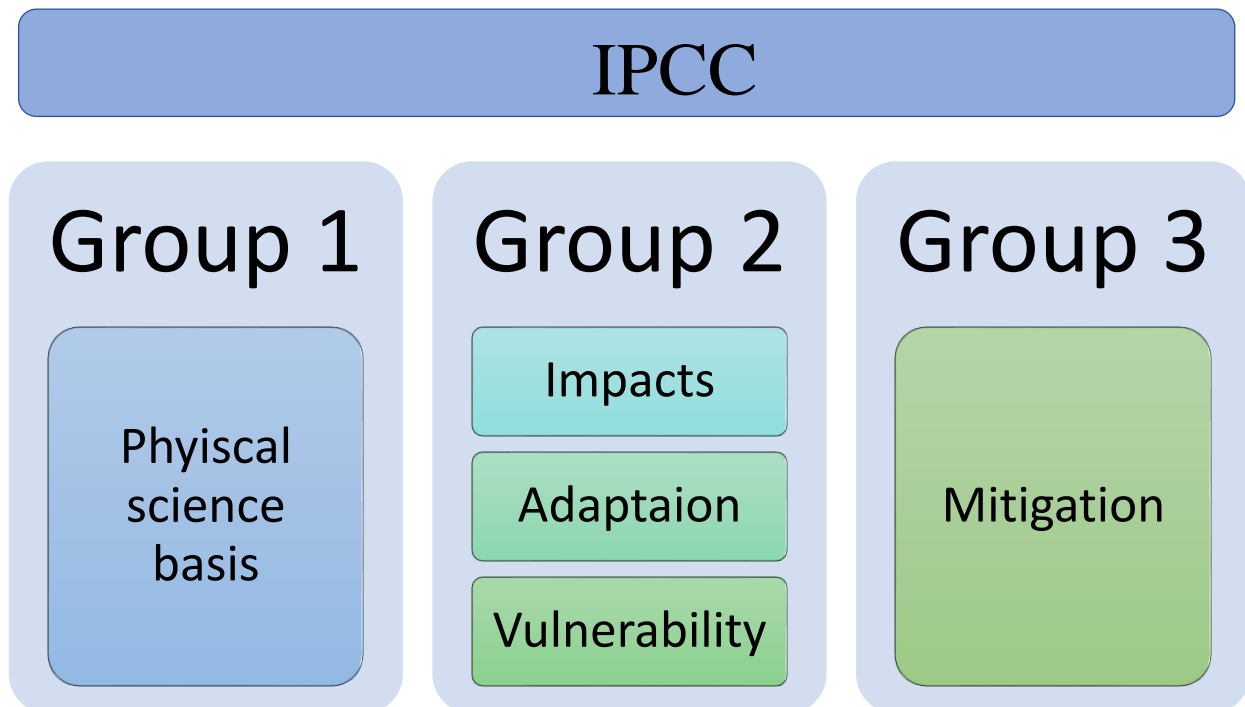 IPCC
Group 1
Group 2
Group 3
Phyiscal
science
basis
Impacts
Adaptaion
Vulnerability
Mitigation